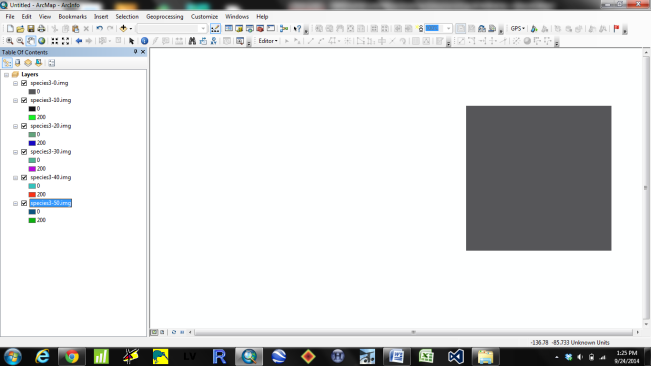 Untitled - ArcMap - ArcInfo
File Edit View Bookmarks Insert Selection Geoprocessing Customize Windows Help
GPS
Editor
Table Of Contents
Layers
species3-0.img
0
species3-10.img
0
200
species3-20.img
0
200
species3-30.img
0
200
species3-40.img
0
200
species3-50.img
0
200
-136.78 -85.733 Unknown Units
LV R
1:25 PM
9/24/2014